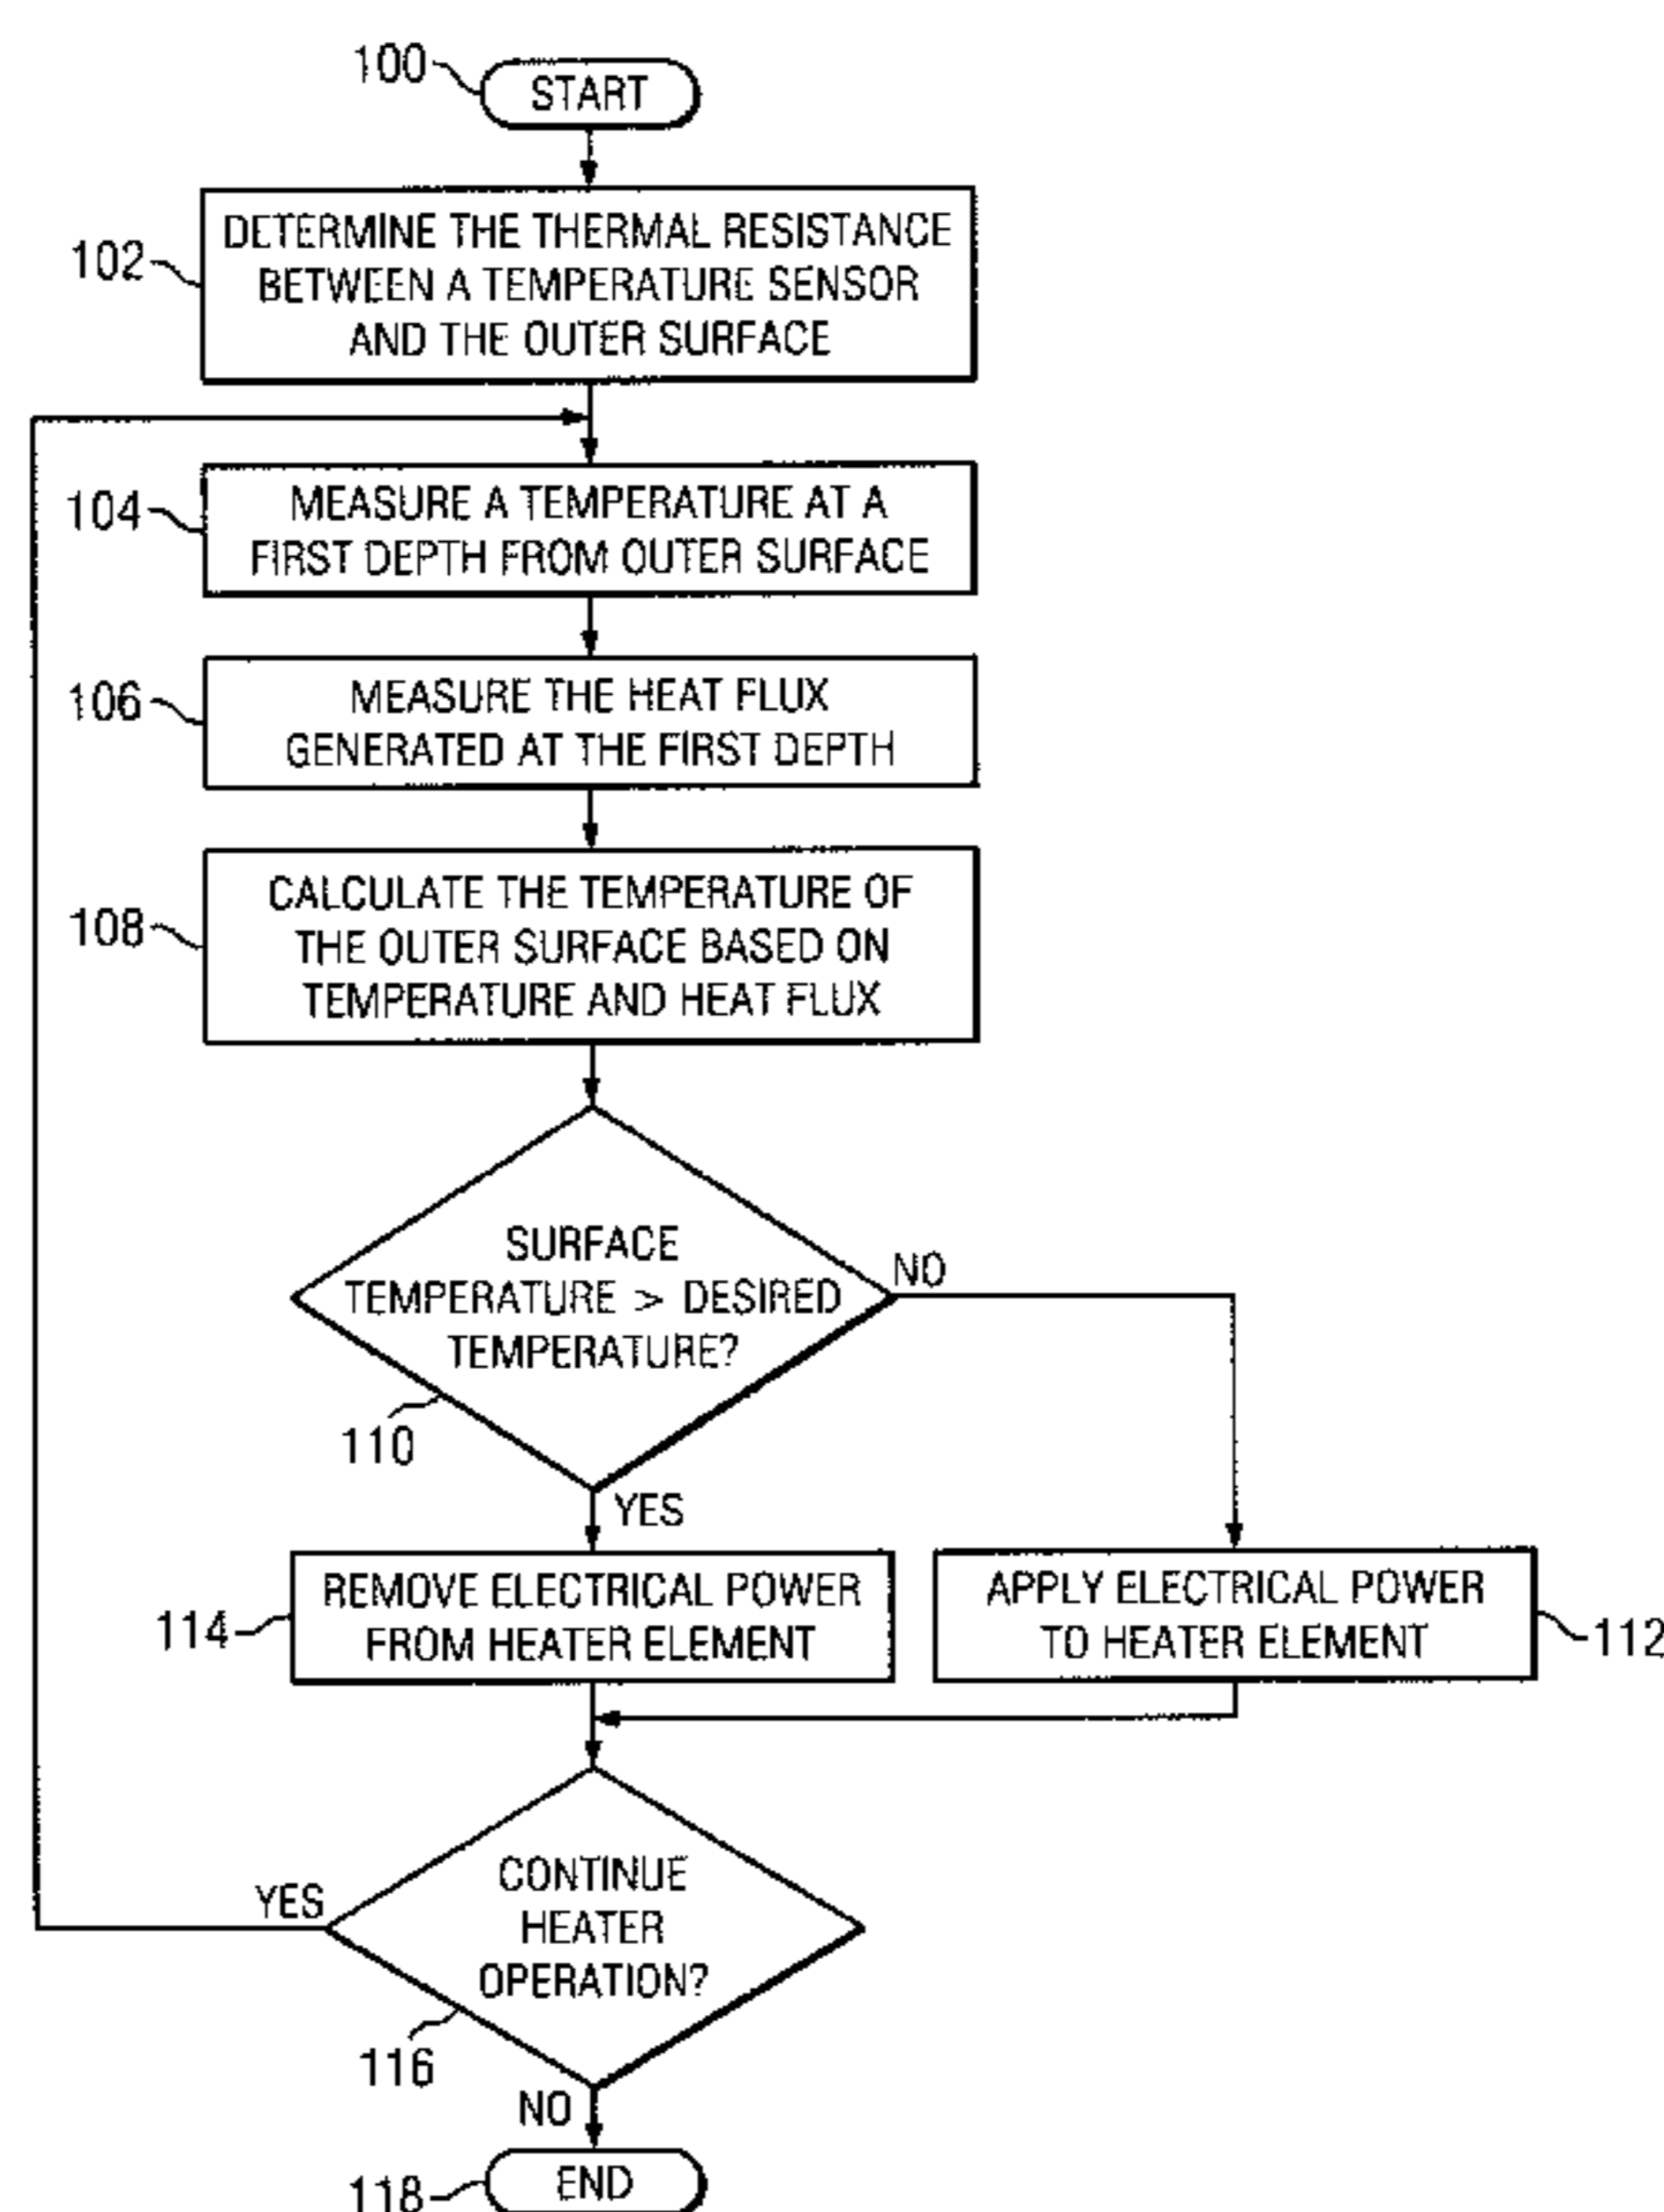 100
START
102
DETERMINE THE THERMAL RESISTANCE
BETWEEN A TEMPERATURE SENSOR
AND THE OUTER SURFACE
104
MEASURE A TEMPERATURE AT A
FIRST DEPTH FROM OUTER SURFACE
106
MEASURE THE HEAT FLUX
GENERATED AT THE FIRST DEPTH
108
CALCULATE THE TEMPERATURE OF
THE OUTER SURFACE BASED ON
TEMPERATURE AND HEAT FLUX
SURFACE
TEMPERATURE > DESIRED
TEMPERATURE?
NO
110
YES
114
REMOVE ELECTRICAL POWER
FROM HEATER ELEMENT
APPLY ELECTRICAL POWER
TO HEATER ELEMENT
112
CONTINUE
HEATER
OPERATION?
YES
116
NO
118
END